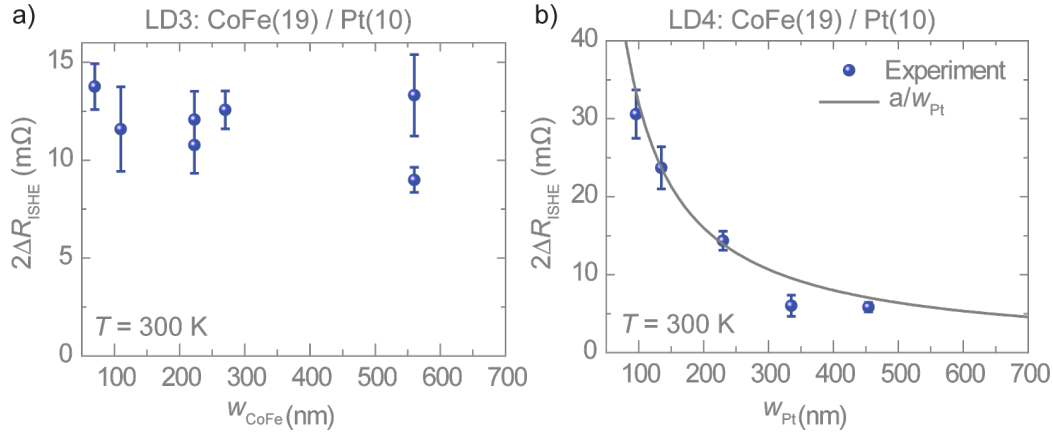 a)
LD3: CoFe(19) / Pt(10)
15
10
5
0
2ΔR_ISHE (mΩ)
T = 300 K
100 200 300 400 500 600 700
w_CoFe (nm)
b)
LD4: CoFe(19) / Pt(10)
40
30
20
10
0
2ΔR_ISHE (mΩ)
Experiment
a/w_Pt
T = 300 K
100 200 300 400 500 600 700
w_Pt (nm)